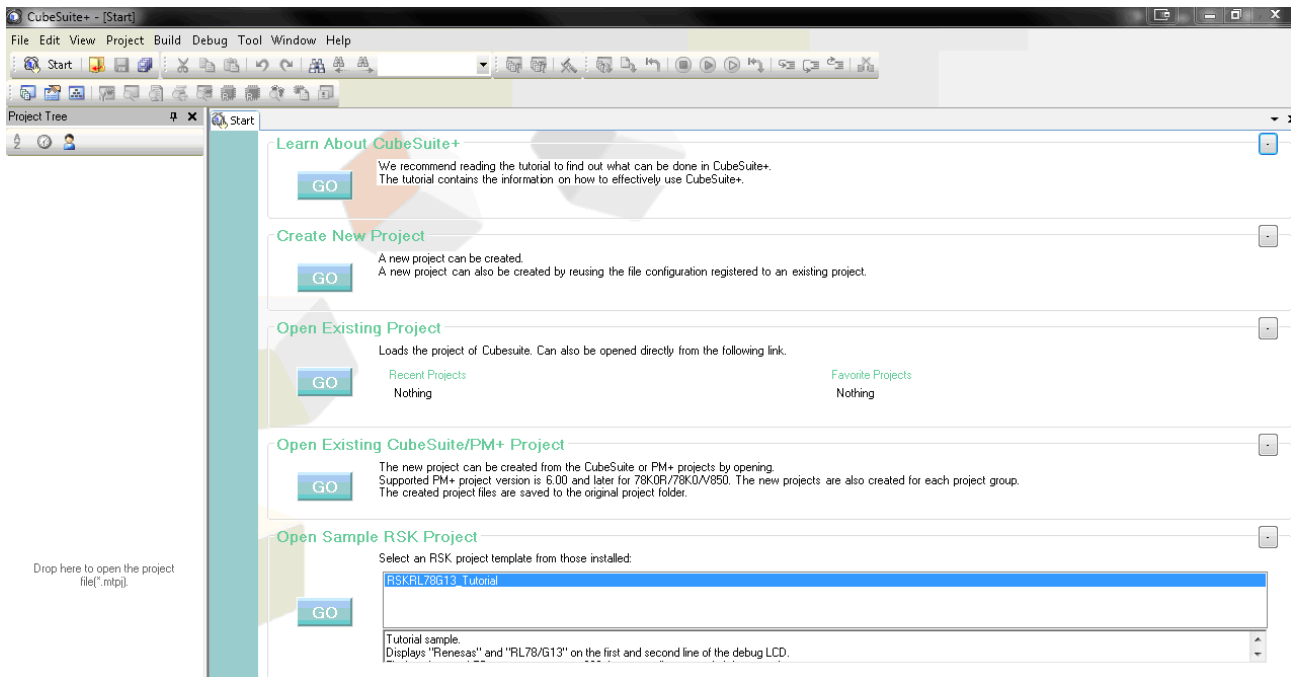 CubeSuite+ - [Start]
File Edit View Project Build Debug Tool Window Help
Start
Project Tree
Start
Learn About CubeSuite+
We recommend reading the tutorial to find out what can be done in CubeSuite+.
The tutorial contains the information on how to effectively use CubeSuite+.
GO
Create New Project
A new project can be created.
A new project can also be created by reusing the file configuration registered to an existing project.
GO
Open Existing Project
Loads the project of Cubesuite. Can also be opened directly from the following link.
GO
Recent Projects Favorite Projects
Nothing Nothing
Open Existing CubeSuite/PM+ Project
The new project can be created from the CubeSuite or PM+ projects by opening.
Supported PM+ project version is 6.00 and later for 78K0R/78K0/V850. The new projects are also created for each project group.
The created project files are saved to the original project folder.
GO
Open Sample RSK Project
Select an RSK project template from those installed:
RSKRL78G13_Tutorial
GO
Tutorial sample.
Displays "Renesas" and "RL78/G13" on the first and second line of the debug LCD.
Drop here to open the project
file(*.mtpj).